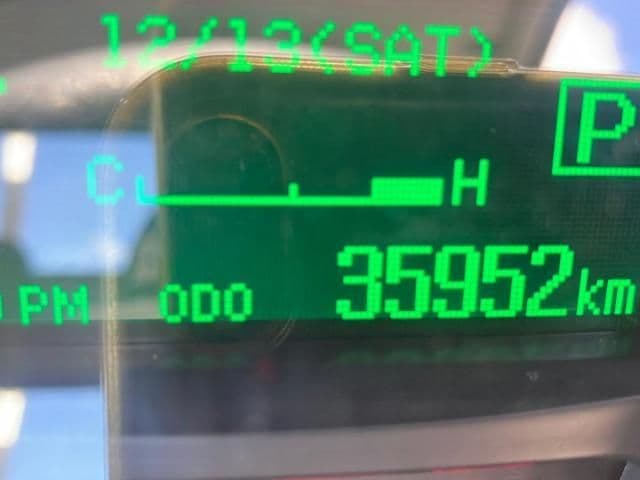 12/13(SAT)
P
C H
PM ODO 35952km